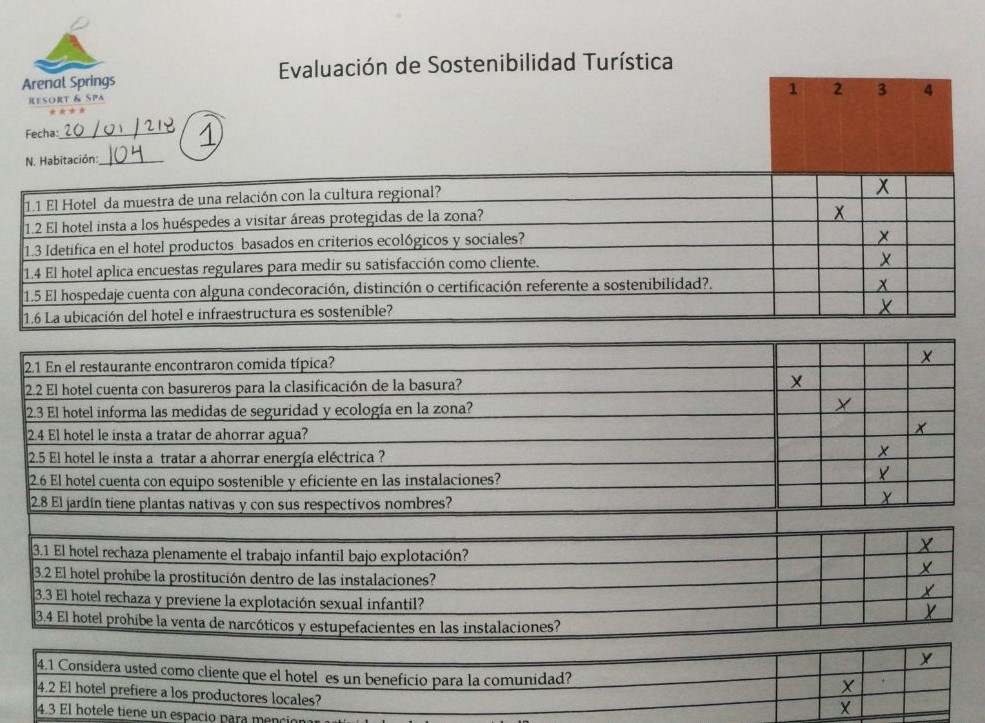 Arenal Springs
RESORT & SPA
Evaluación de Sostenibilidad Turística
Fecha: 20/01/218 1
N. Habitación: 104
1 2 3 4
1.1 El Hotel da muestra de una relación con la cultura regional? X
1.2 El hotel insta a los huéspedes a visitar áreas protegidas de la zona? X
1.3 Idetifica en el hotel productos basados en criterios ecológicos y sociales? X
1.4 El hotel aplica encuestas regulares para medir su satisfacción como cliente. X
1.5 El hospedaje cuenta con alguna condecoración, distinción o certificación referente a sostenibilidad?. X
1.6 La ubicación del hotel e infraestructura es sostenible? X
2.1 En el restaurante encontraron comida típica? X
2.2 El hotel cuenta con basureros para la clasificación de la basura? X
2.3 El hotel informa las medidas de seguridad y ecología en la zona? X
2.4 El hotel le insta a tratar de ahorrar agua? X
2.5 El hotel le insta a tratar a ahorrar energía eléctrica ? X
2.6 El hotel cuenta con equipo sostenible y eficiente en las instalaciones? X
2.8 El jardín tiene plantas nativas y con sus respectivos nombres? X
3.1 El hotel rechaza plenamente el trabajo infantil bajo explotación? X
3.2 El hotel prohíbe la prostitución dentro de las instalaciones? X
3.3 El hotel rechaza y previene la explotación sexual infantil? X
3.4 El hotel prohíbe la venta de narcóticos y estupefacientes en las instalaciones? X
4.1 Considera usted como cliente que el hotel es un beneficio para la comunidad? X
4.2 El hotel prefiere a los productores locales? X
4.3 El hotele tiene un espacio para X